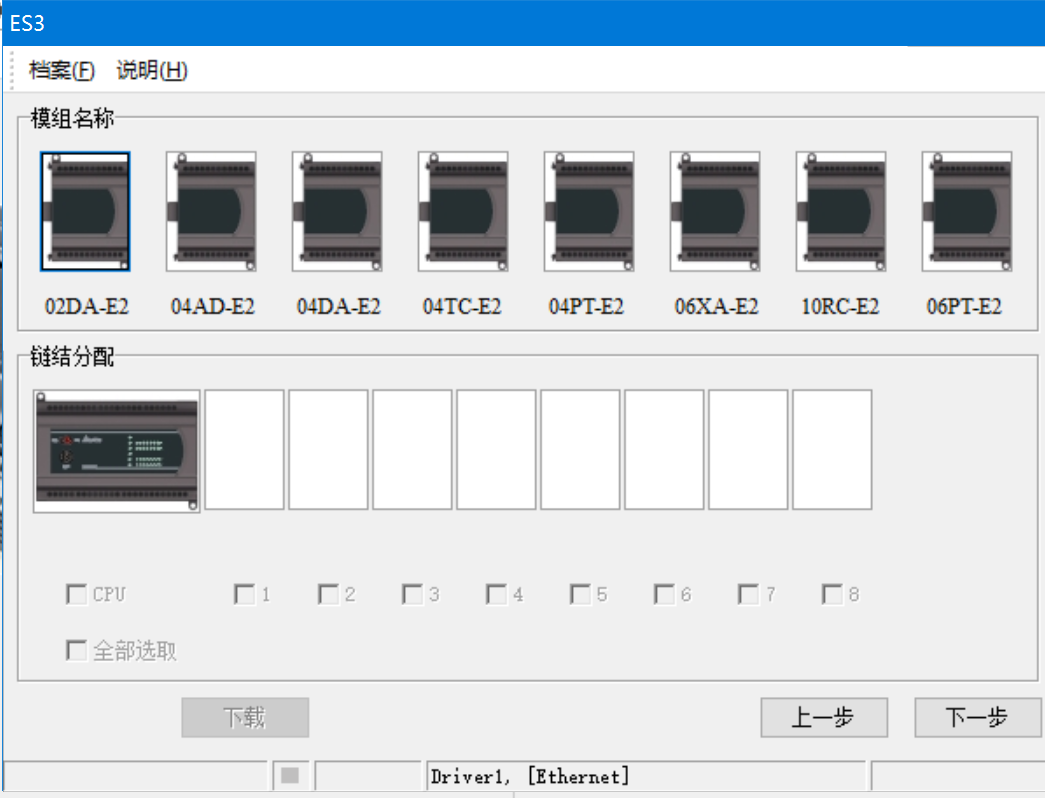 ES3
档案(F) 说明(H)
模组名称
02DA-E2 04AD-E2 04DA-E2 04TC-E2 04PT-E2 06XA-E2 10RC-E2 06PT-E2
链结分配
CPU 1 2 3 4 5 6 7 8
全部选取
下载 上一步 下一步
Driver1, [Ethernet]